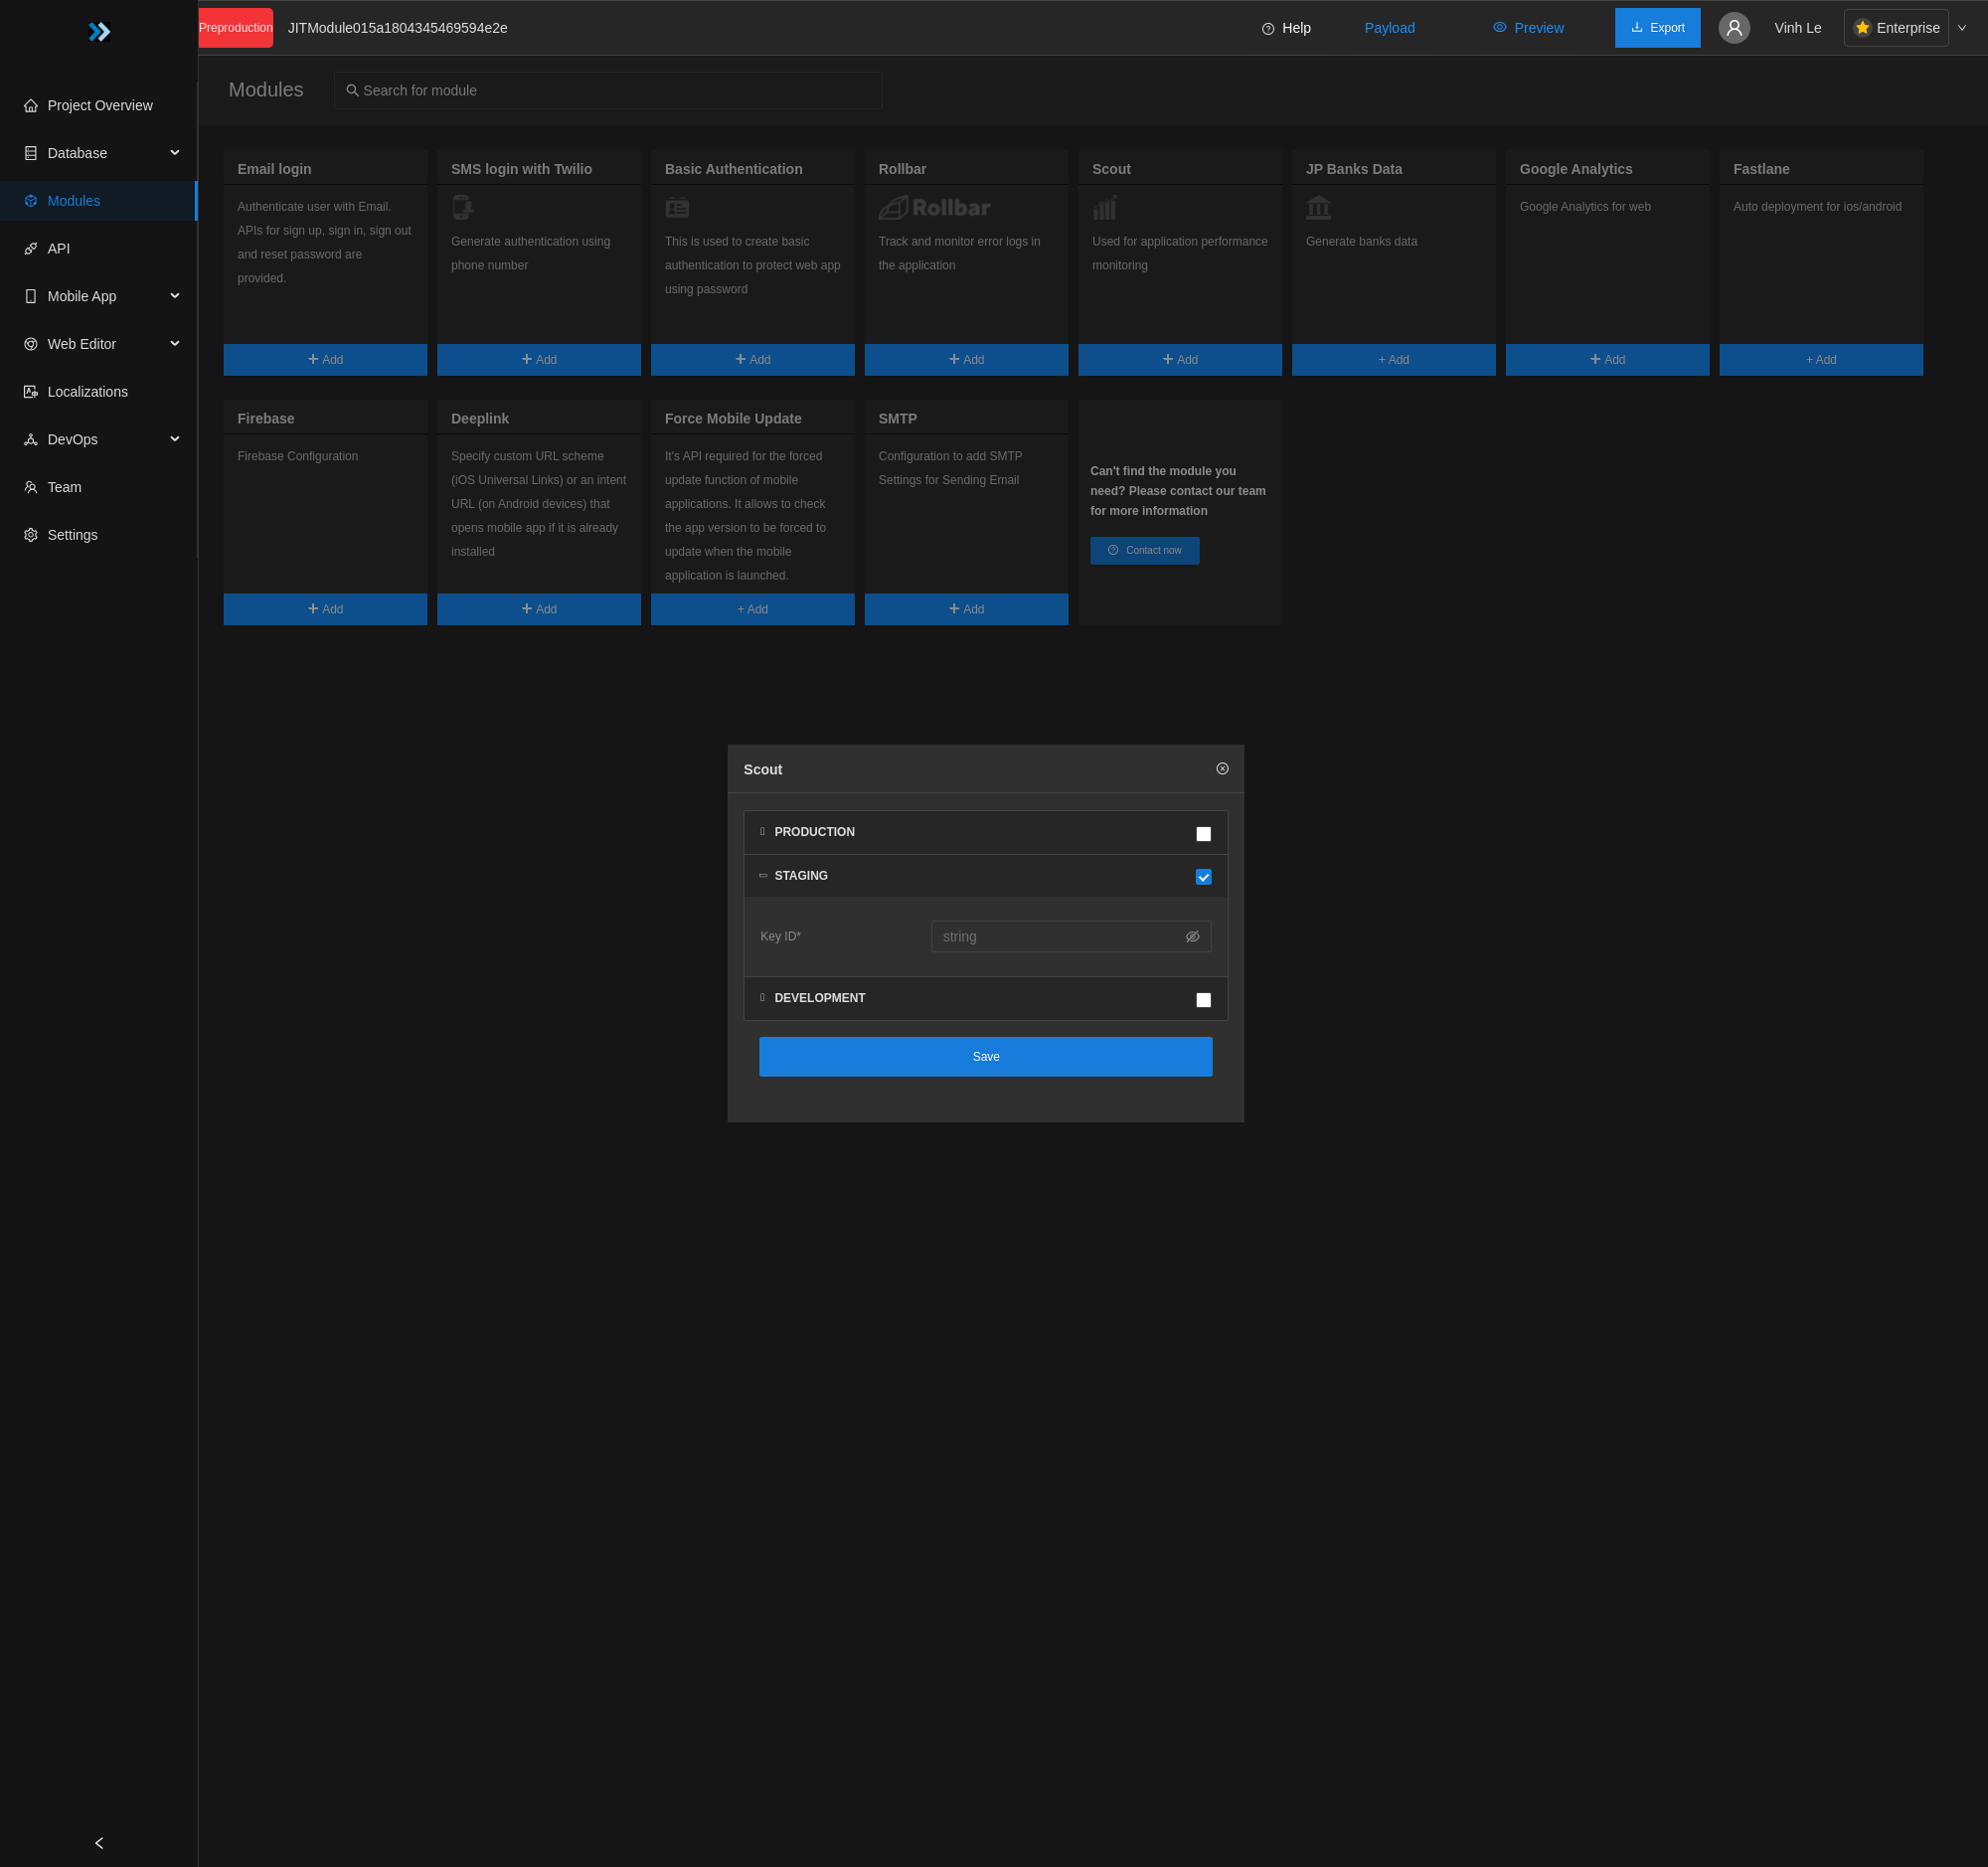 Preproduction JITModule015a1804345469594e2e Help Payload Preview Export Vinh Le Enterprise
Project Overview
Database
Modules
API
Mobile App
Web Editor
Localizations
DevOps
Team
Settings
Modules Search for module
Email login
Authenticate user with Email.
APIs for sign up, sign in, sign out
and reset password are
provided.
Add
SMS login with Twilio
Generate authentication using
phone number
Add
Basic Authentication
This is used to create basic
authentication to protect web app
using password
Add
Rollbar
Rollbar
Track and monitor error logs in
the application
Add
Scout
Used for application performance
monitoring
Add
JP Banks Data
Generate banks data
+ Add
Google Analytics
Google Analytics for web
Add
Fastlane
Auto deployment for ios/android
+ Add
Firebase
Firebase Configuration
Add
Deeplink
Specify custom URL scheme
(iOS Universal Links) or an intent
URL (on Android devices) that
opens mobile app if it is already
installed
Add
Force Mobile Update
It's API required for the forced
update function of mobile
applications. It allows to check
the app version to be forced to
update when the mobile
application is launched.
+ Add
SMTP
Configuration to add SMTP
Settings for Sending Email
Add
Can't find the module you
need? Please contact our team
for more information
Contact now
Scout
PRODUCTION
STAGING
Key ID* string
DEVELOPMENT
Save